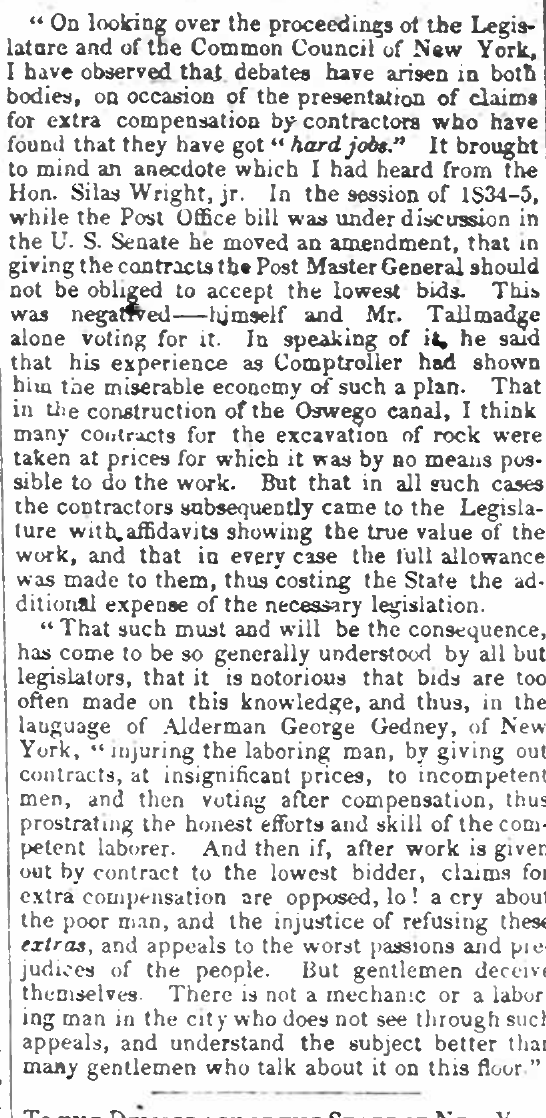 “ On looking over the proceedings of the Legis-
lature and of the Common Council of New York,
I have observed that debates have arisen in both
bodies, on occasion of the presentation of claims
for extra compensation by contractors who have
found that they have got “ hard jobs.” It brought
to mind an anecdote which I had heard from the
Hon. Silas Wright, jr. In the session of 1834-5,
while the Post Office bill was under discussion in
the U. S. Senate he moved an amendment, that in
giving the contracts the Post Master General should
not be obliged to accept the lowest bids. This
was negatived——himself and Mr. Tallmadge
alone voting for it. In speaking of it, he said
that his experience as Comptroller had shown
him the miserable economy of such a plan. That
in the construction of the Oswego canal, I think
many contracts for the excavation of rock were
taken at prices for which it was by no means pos-
sible to do the work. But that in all such cases
the contractors subsequently came to the Legisla-
ture with affidavits showing the true value of the
work, and that in every case the full allowance
was made to them, thus costing the State the ad-
ditional expense of the necessary legislation.
“ That such must and will be the consequence,
has come to be so generally understood by all but
legislators, that it is notorious that bids are too
often made on this knowledge, and thus, in the
language of Alderman George Gedney, of New
York, “ injuring the laboring man, by giving out
contracts, at insignificant prices, to incompetent
men, and then voting after compensation, thus
prostrating the honest efforts and skill of the com-
petent laborer. And then if, after work is given
out by contract to the lowest bidder, claims for
extra compensation are opposed, lo! a cry about
the poor man, and the injustice of refusing these
extras, and appeals to the worst passions and pre-
judices of the people. But gentlemen deceive
themselves. There is not a mechanic or a labor-
ing man in the city who does not see through such
appeals, and understand the subject better than
many gentlemen who talk about it on this floor.”